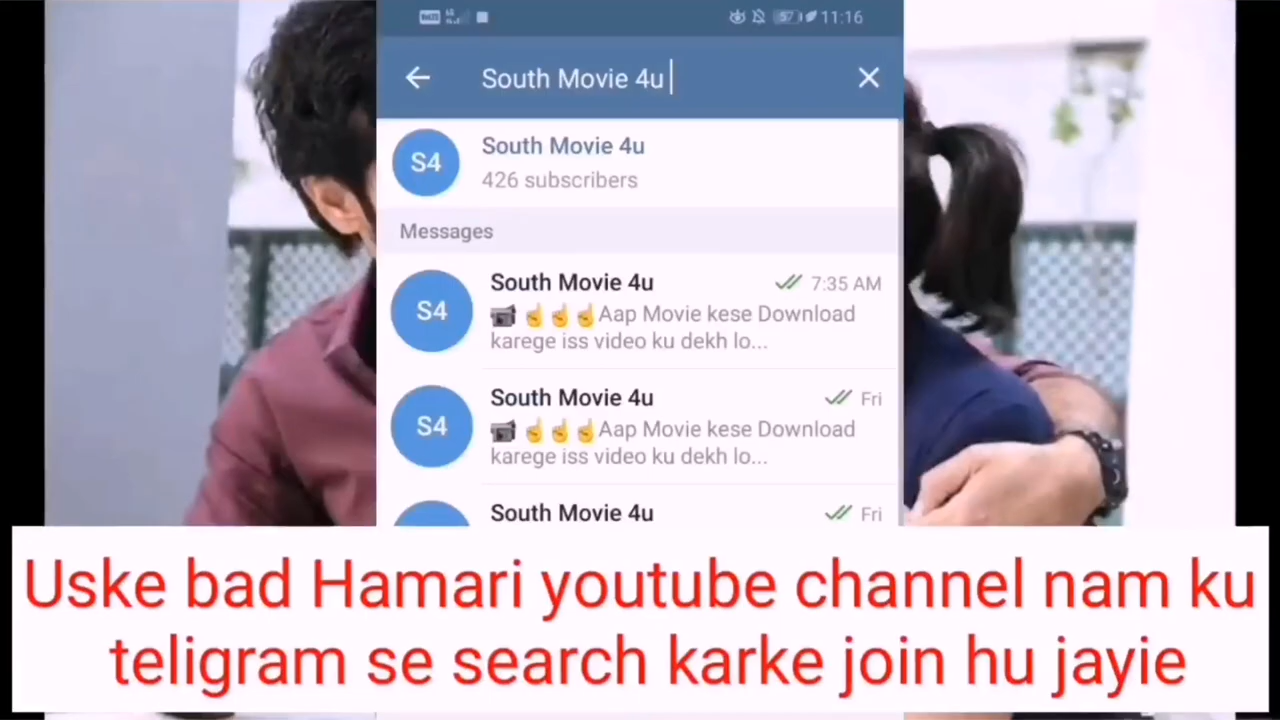 11:16
South Movie 4u
S4
South Movie 4u
426 subscribers
Messages
S4
South Movie 4u
7:35 AM
📹 ☝☝☝Aap Movie kese Download
karege iss video ku dekh lo...
S4
South Movie 4u
Fri
📹 ☝☝☝Aap Movie kese Download
karege iss video ku dekh lo...
South Movie 4u
Fri
Uske bad Hamari youtube channel nam ku
teligram se search karke join hu jayie